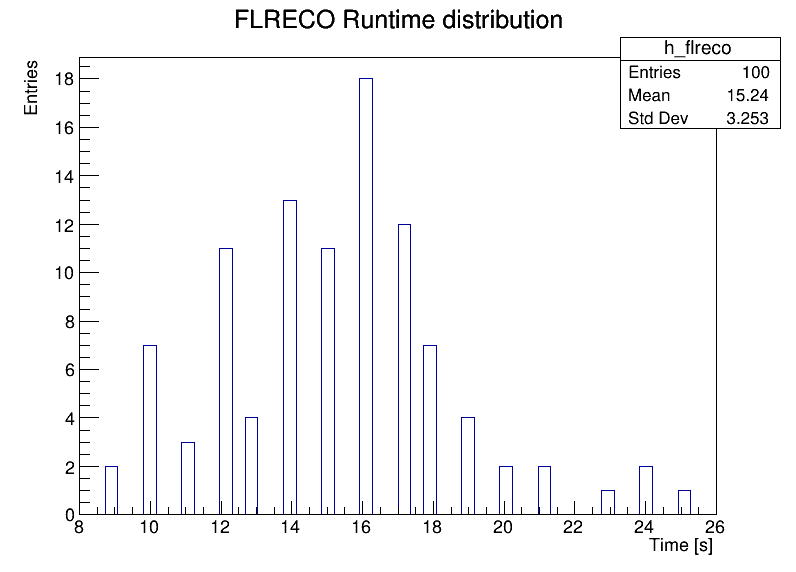 FLRECO Runtime distribution
h_flreco
Entries 100
Mean 15.24
Std Dev 3.253
Entries
18
16
14
12
10
8
6
4
2
0
8 10 12 14 16 18 20 22 24 26
Time [s]